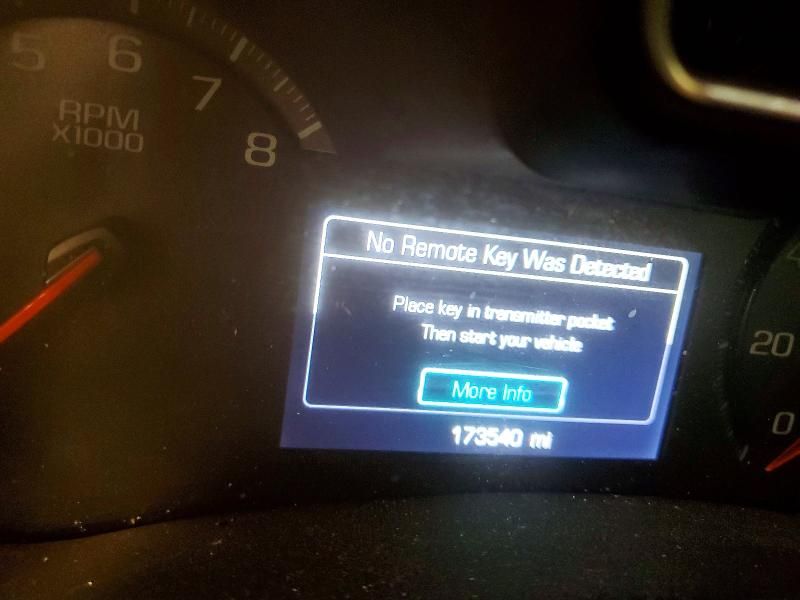 5 6 7 8
RPM
X1000
No Remote Key Was Detected
Place key in transmitter pocket
Then start your vehicle
More Info
173540 mi
20
0